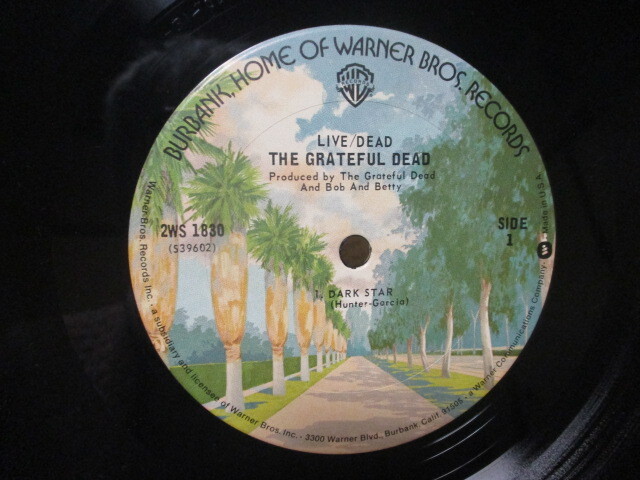 BURBANK, HOME OF WARNER BROS. RECORDS
RECORDS
LIVE/DEAD
THE GRATEFUL DEAD
Produced by The Grateful Dead
And Bob And Betty
2WS 1830
(S39602)
SIDE
1
1. DARK STAR
(Hunter-Garcia)
Warner Bros. Records Inc. - a subsidiary and licensee of Warner Bros. Inc. - 3300 Warner Blvd., Burbank Calif. 91505 - a Warner Communications Company. Made in U.S.A.